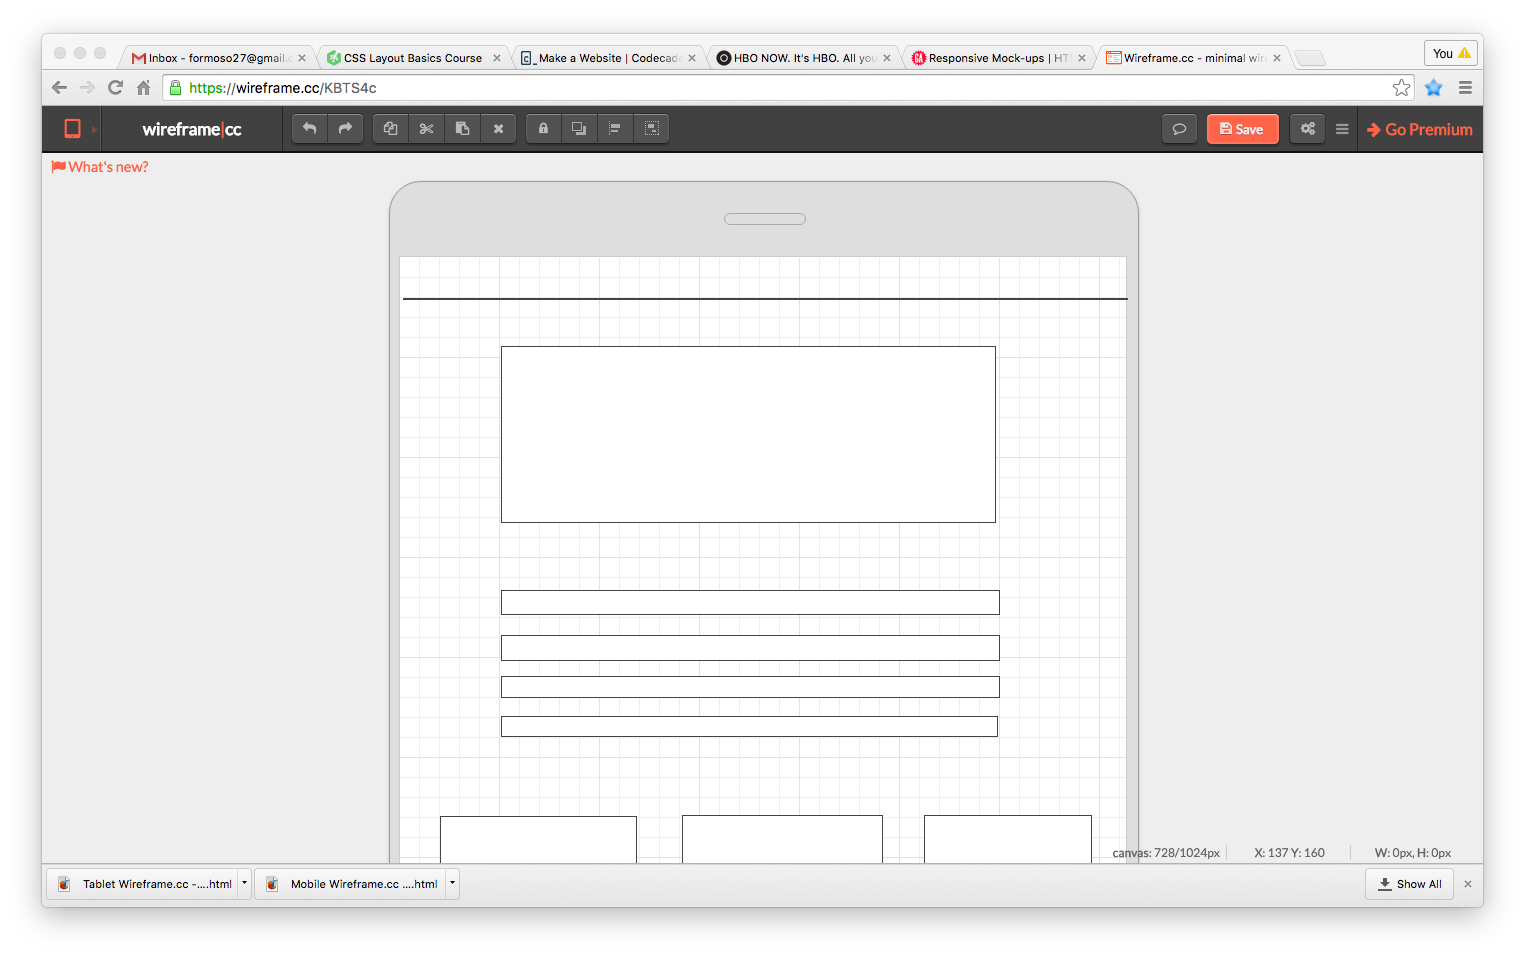 Inbox - formoso27@gmail.c
CSS Layout Basics Course
Make a Website | Codecade
HBO NOW. It's HBO. All you
Responsive Mock-ups | HTM
Wireframe.cc - minimal wir
You
https://wireframe.cc/KBTS4c
wireframe|cc
Save
Go Premium
What's new?
canvas: 728/1024px
X: 137 Y: 160
W: 0px, H: 0px
Tablet Wireframe.cc -....html
Mobile Wireframe.cc ....html
Show All